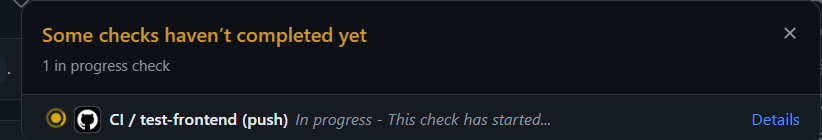 Some checks haven't completed yet
1 in progress check
CI / test-frontend (push) In progress - This check has started... Details